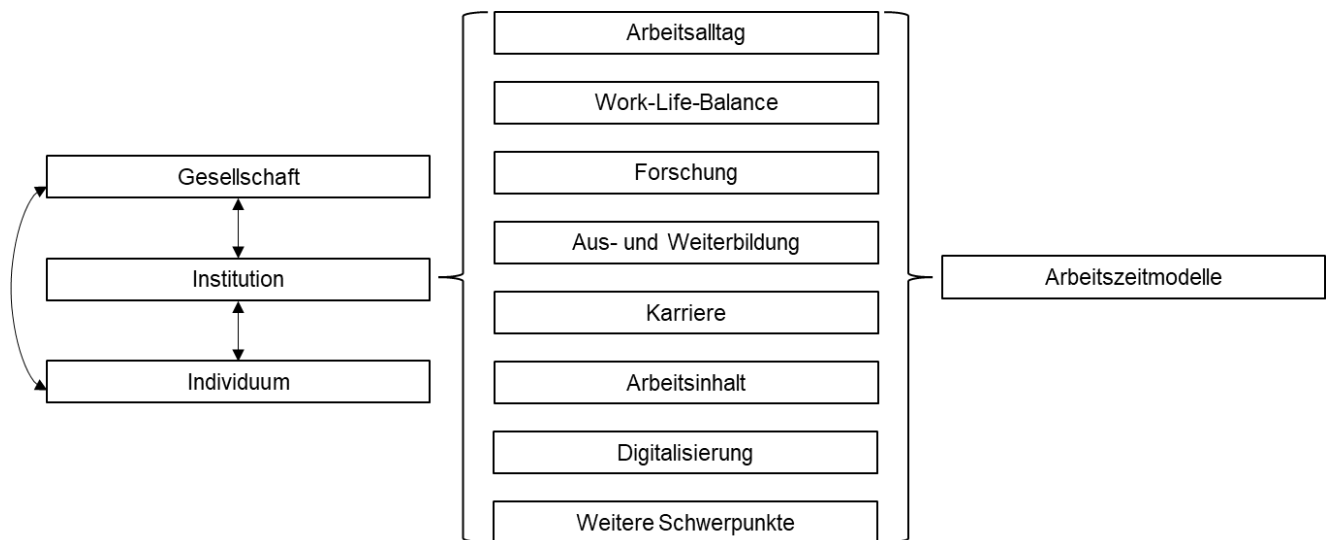 Gesellschaft
Institution
Individuum
Arbeitsalltag
Work-Life-Balance
Forschung
Aus- und Weiterbildung
Karriere
Arbeitsinhalt
Digitalisierung
Weitere Schwerpunkte
Arbeitszeitmodelle